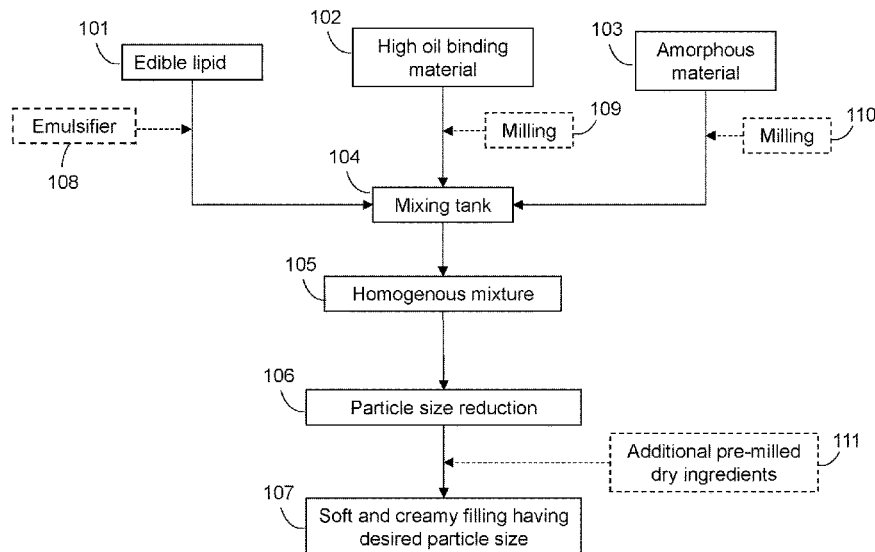 101
102
103
Edible lipid
High oil binding
material
Amorphous
material
Emulsifier
108
Milling
109
Milling
110
104
Mixing tank
105
Homogenous mixture
106
Particle size reduction
Additional pre-milled
dry ingredients
111
107
Soft and creamy filling having
desired particle size